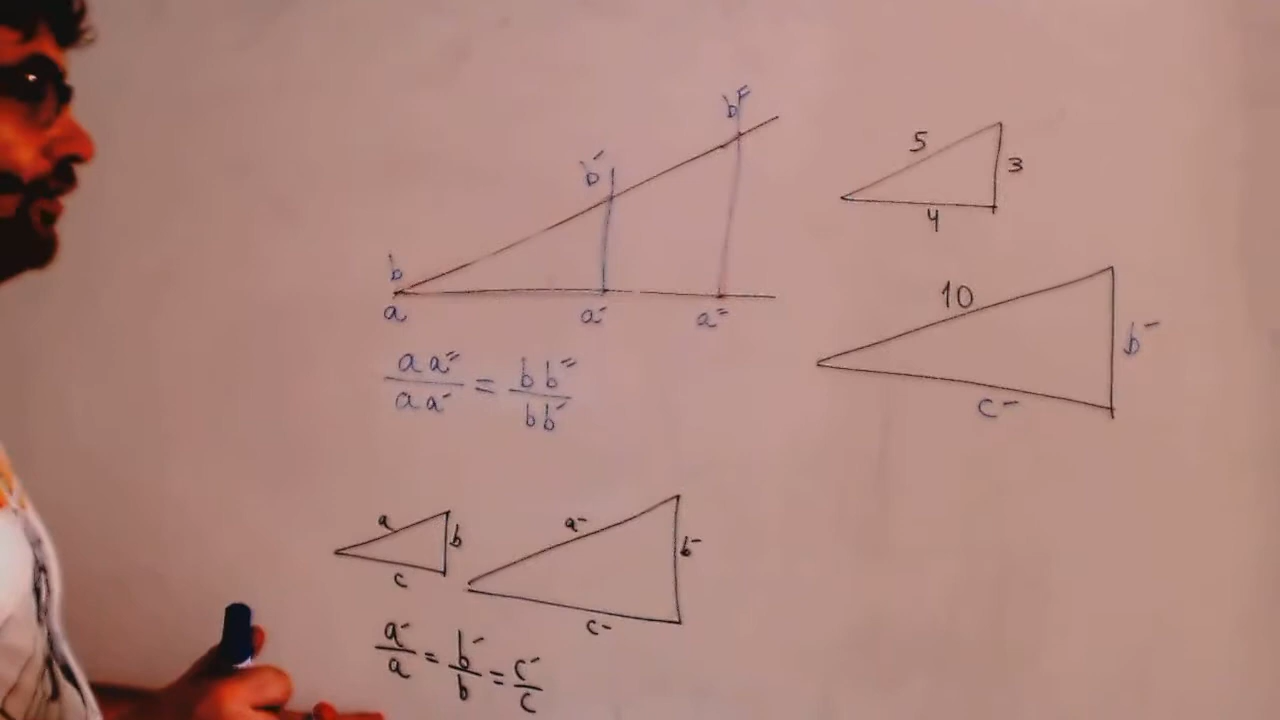 b b' b"
a a' a"
aa"/aa' = bb"/bb'
a b c
a' b' c'
a'/a = b'/b = c'/c
5 3
4
10 b'
c'